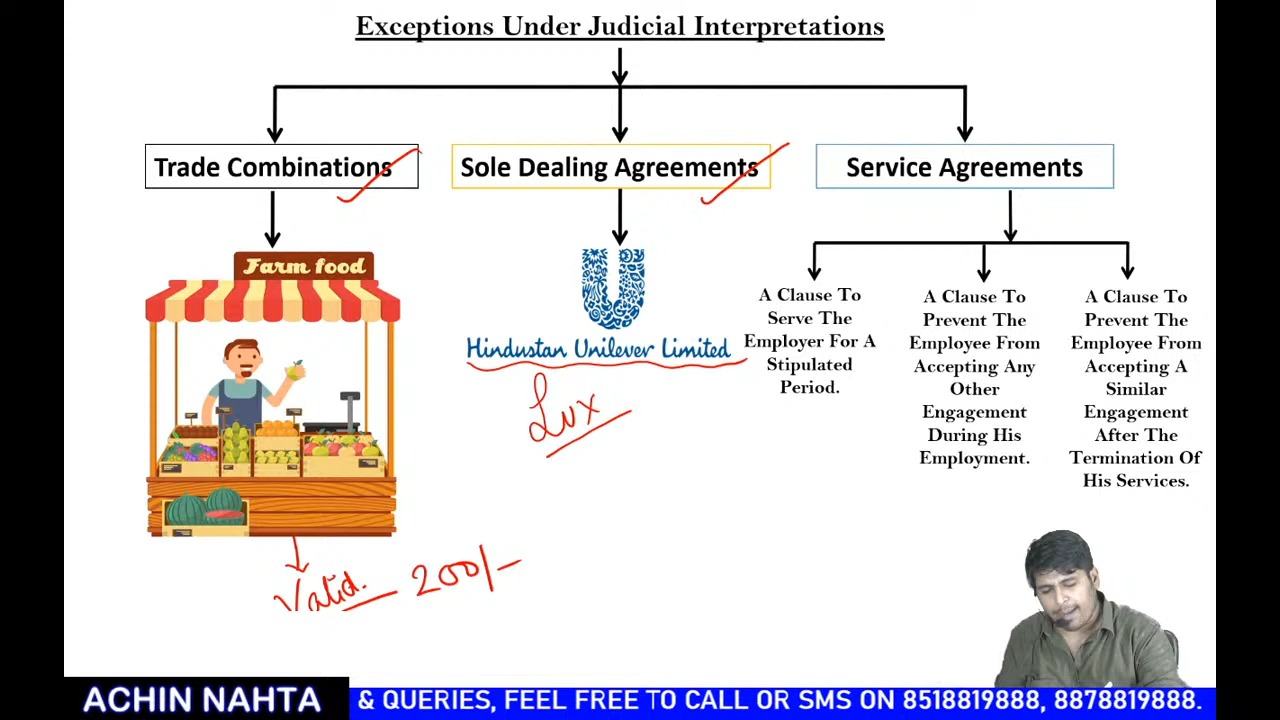 Exceptions Under Judicial Interpretations
Trade Combinations
Sole Dealing Agreements
Service Agreements
Farm food
Hindustan Unilever Limited
Lux
A Clause To
Serve The
Employer For A
Stipulated
Period.
A Clause To
Prevent The
Employee From
Accepting Any
Other
Engagement
During His
Employment.
A Clause To
Prevent The
Employee From
Accepting A
Similar
Engagement
After The
Termination Of
His Services.
Valid. 200/-
ACHIN NAHTA
& QUERIES, FEEL FREE TO CALL OR SMS ON 8518819888, 8878819888.